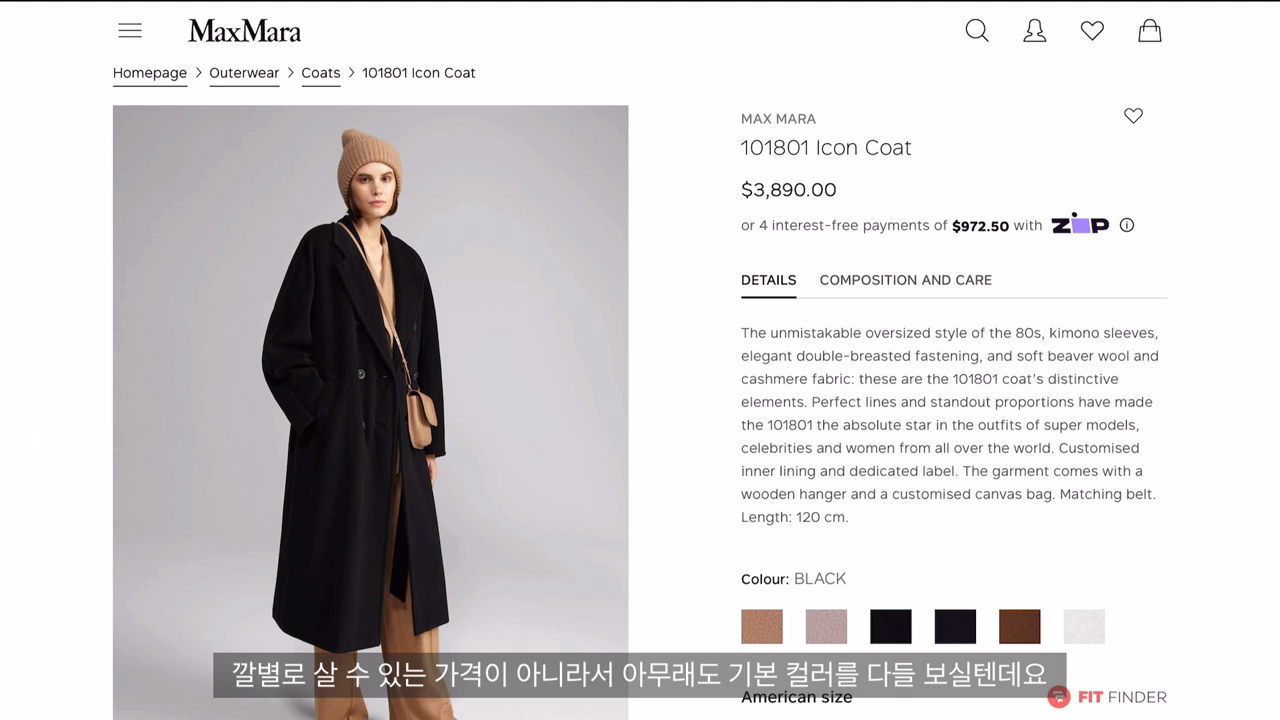 MaxMara
Homepage > Outerwear > Coats > 101801 Icon Coat
MAX MARA
101801 Icon Coat
$3,890.00
or 4 interest-free payments of $972.50 with ZIP
DETAILS COMPOSITION AND CARE
The unmistakable oversized style of the 80s, kimono sleeves,
elegant double-breasted fastening, and soft beaver wool and
cashmere fabric: these are the 101801 coat's distinctive
elements. Perfect lines and standout proportions have made
the 101801 the absolute star in the outfits of super models,
celebrities and women from all over the world. Customised
inner lining and dedicated label. The garment comes with a
wooden hanger and a customised canvas bag. Matching belt.
Length: 120 cm.
Colour: BLACK
깔별로 살 수 있는 가격이 아니라서 아무래도 기본 컬러를 다들 보실텐데요
American size FIT FINDER